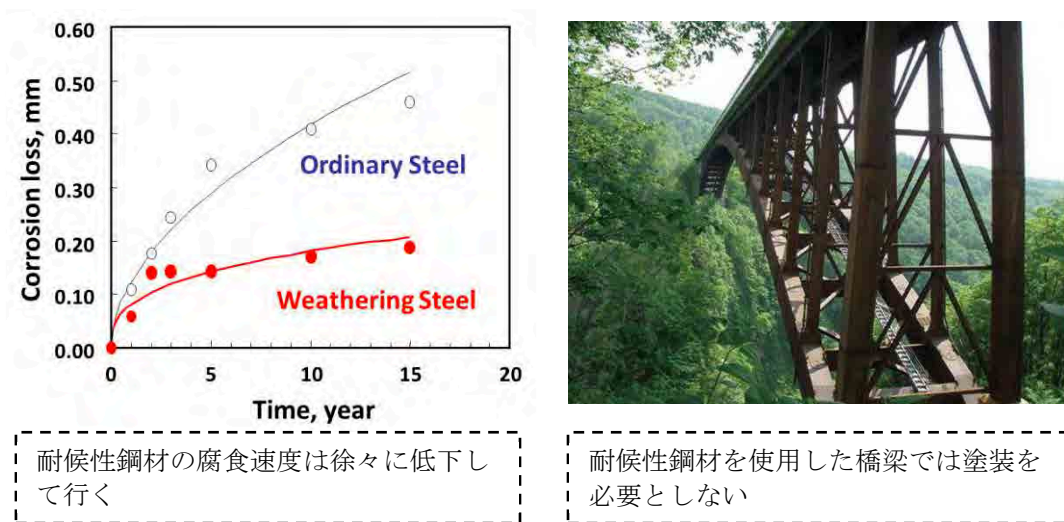 0.60
0.50
0.40
0.30
0.20
0.10
0.00
Corrosion loss, mm
Ordinary Steel
Weathering Steel
0 5 10 15 20
Time, year
耐候性鋼材の腐食速度は徐々に低下し
て行く
耐候性鋼材を使用した橋梁では塗装を
必要としない